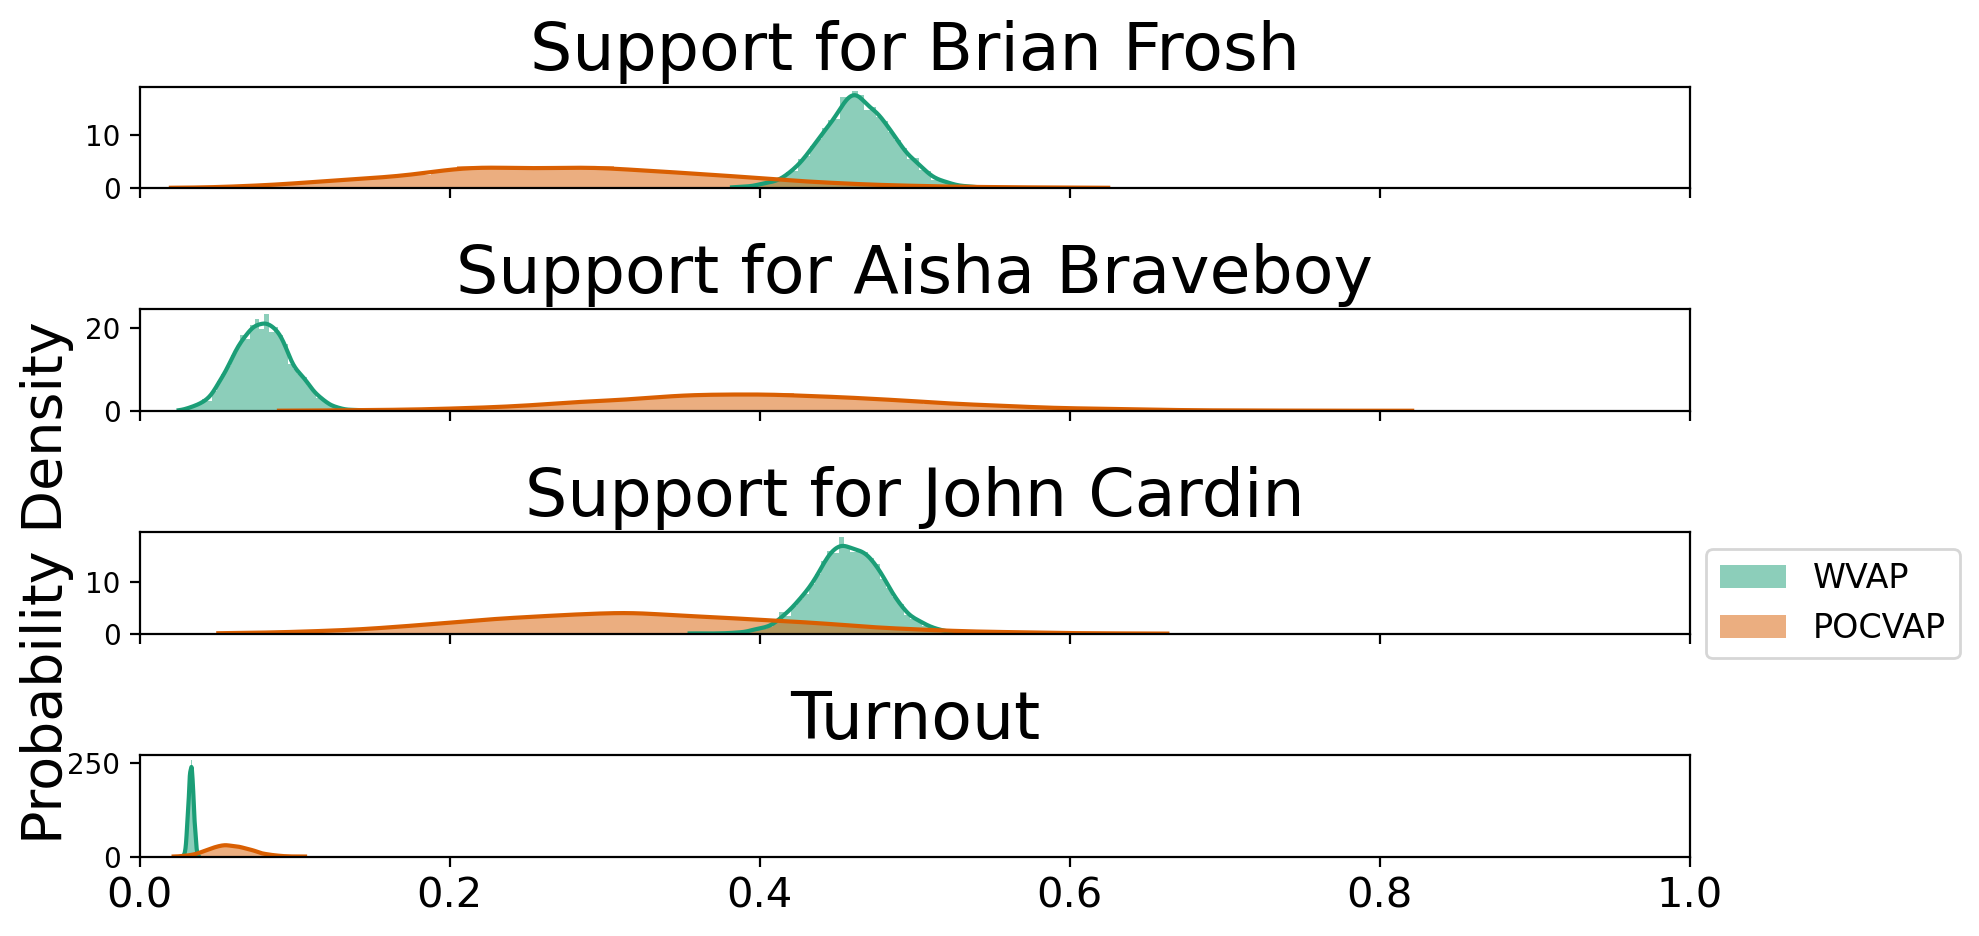 Support for Brian Frosh
10
0
Support for Aisha Braveboy
20
0
Support for John Cardin
10
0
Turnout
250
0
0.0 0.2 0.4 0.6 0.8 1.0
Probability Density
WVAP
POCVAP